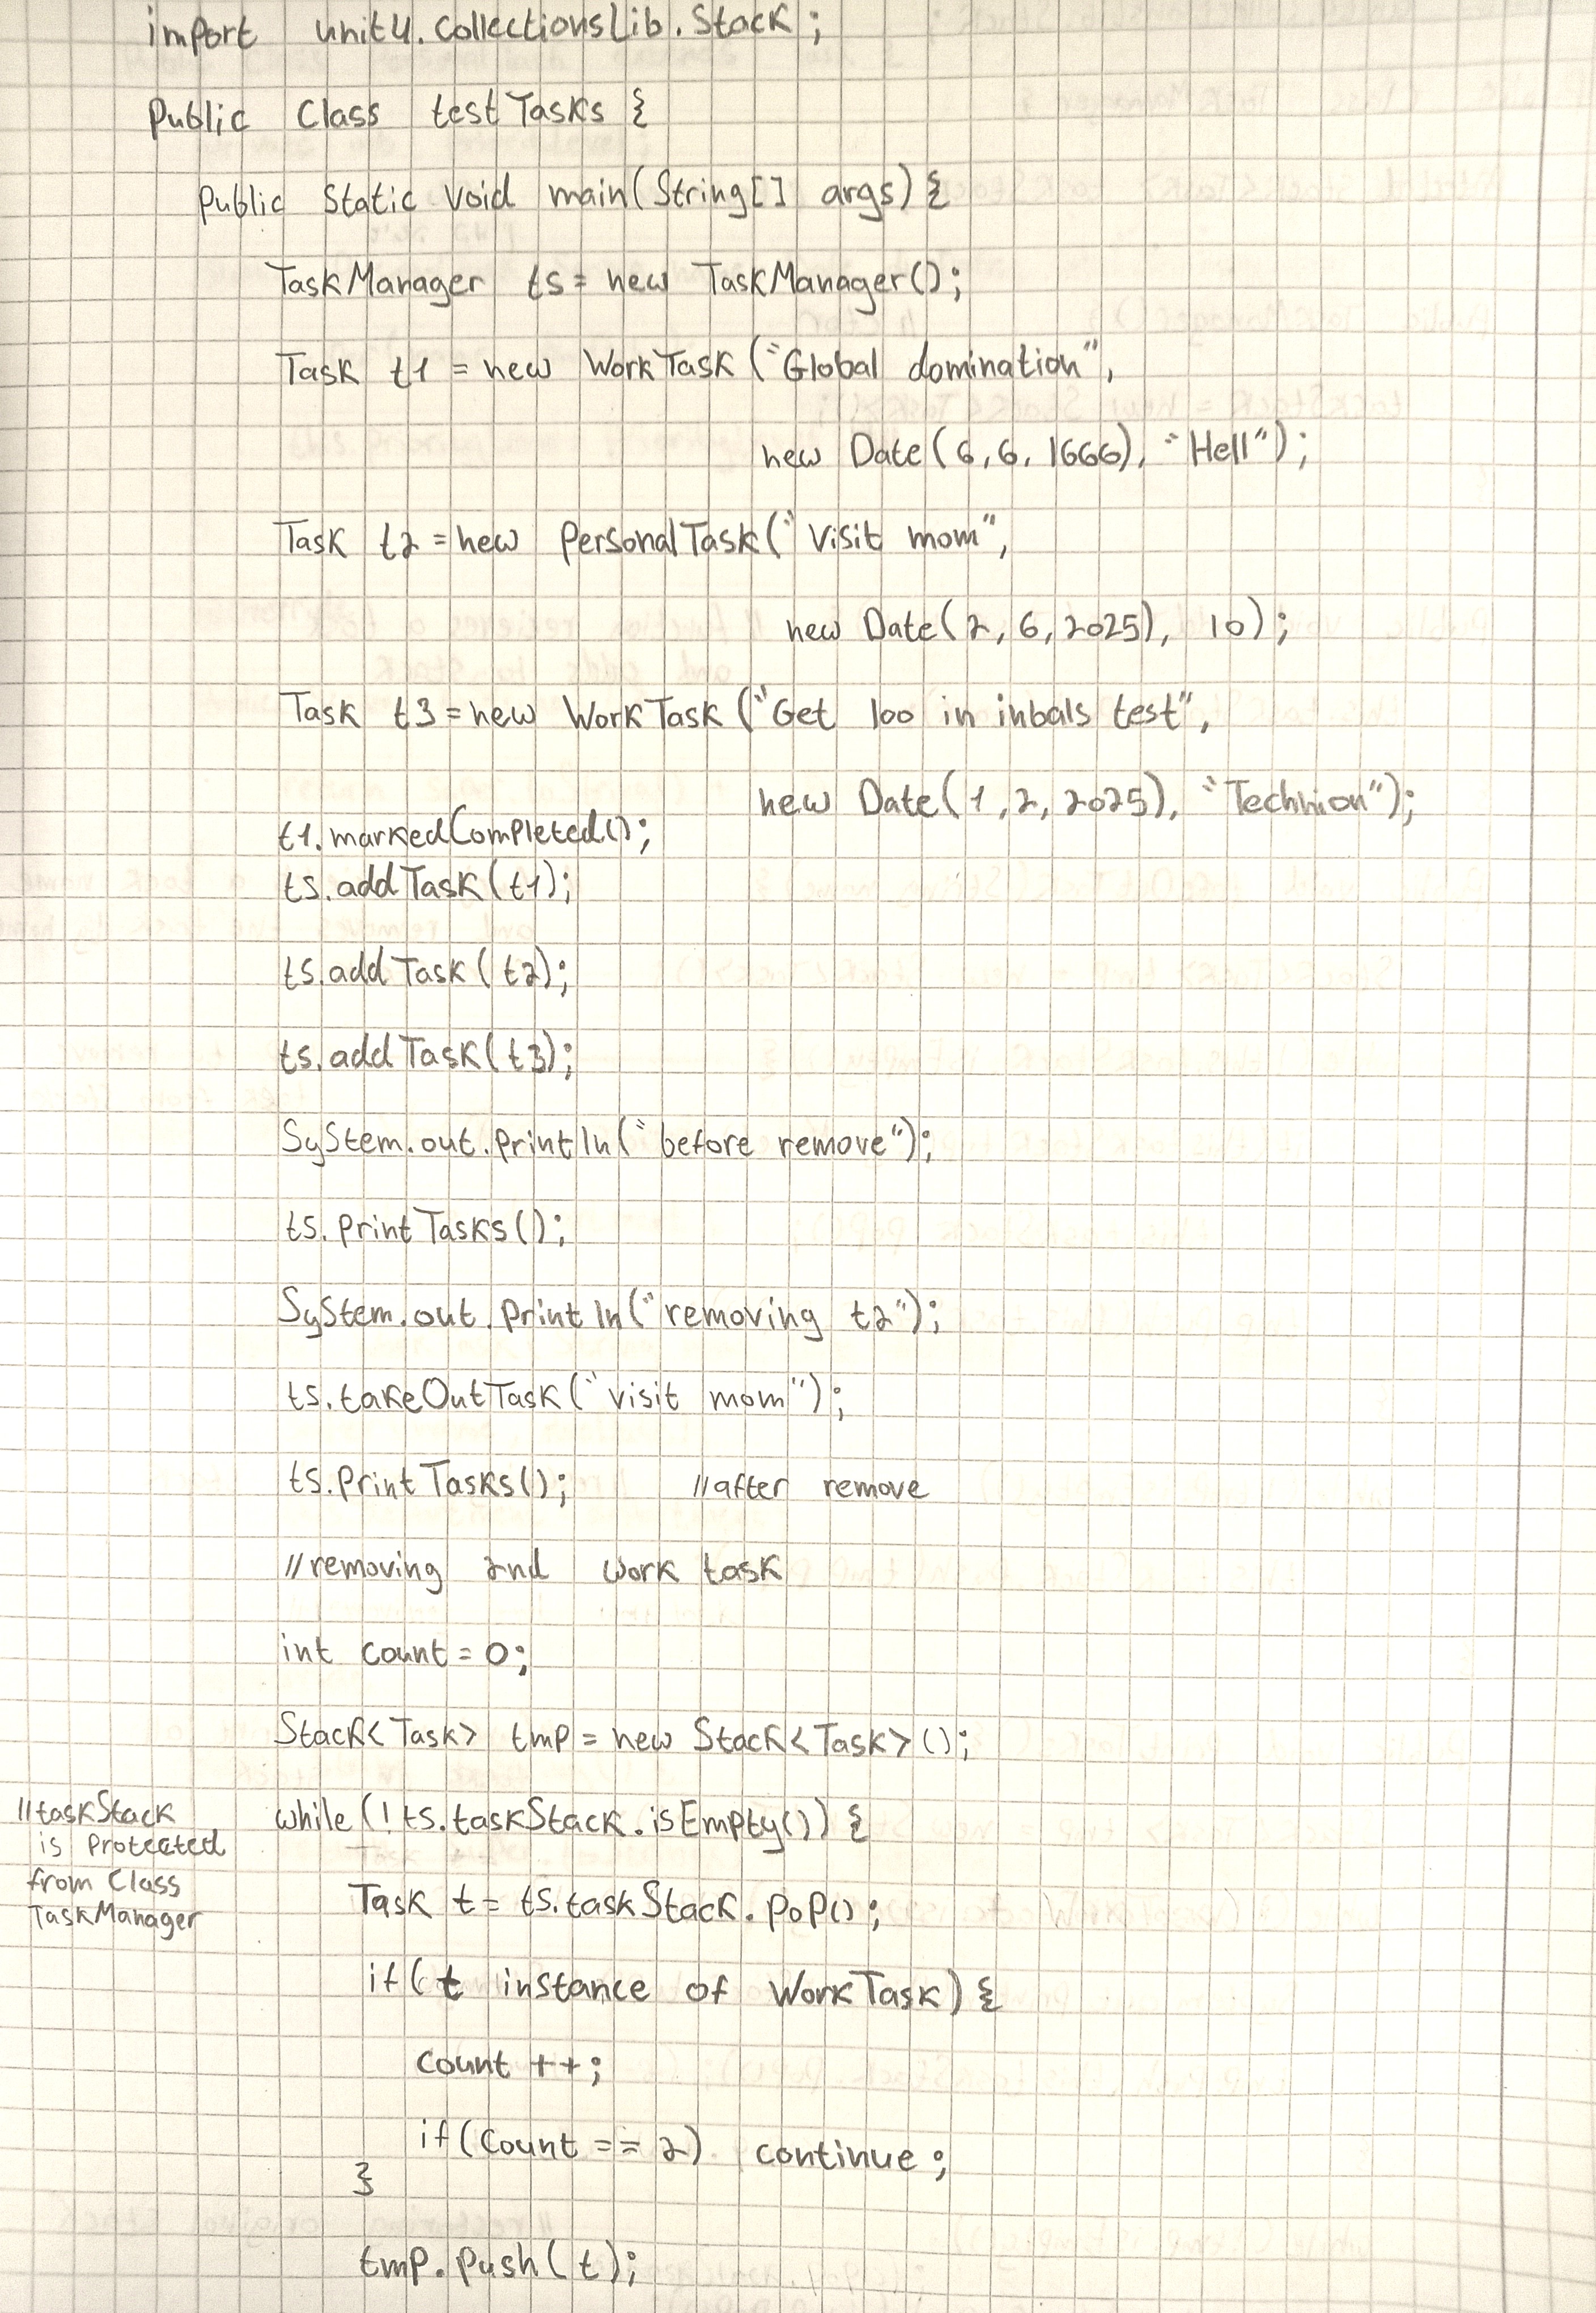 import unit4.collectionsLib.Stack;
Public Class testTasks {
Public Static void main(String[] args) {
TaskManager ts = new TaskManager();
Task t1 = new WorkTask ("Global domination",
new Date(6,6,1666), "Hell");
Task t2 = new PersonalTask("visit mom",
new Date(2,6,2025), 10);
Task t3 = new WorkTask ("Get 100 in inbals test",
new Date(1,2,2025), "Technion");
t1.markedCompleted();
ts.addTask(t1);
ts.addTask(t2);
ts.addTask(t3);
System.out.println("before remove");
ts.printTasks();
System.out.println("removing t2");
ts.takeOutTask("visit mom");
ts.printTasks(); //after remove
//removing 2nd work task
int count = 0;
Stack<Task> tmp = new Stack<Task>();
while(!ts.taskStack.isEmpty()) {
//taskStack
is Protected
from Class
TaskManager
Task t = ts.taskStack.pop();
if(t instance of WorkTask) {
count ++;
if(count == 2) continue;
}
tmp.push(t);